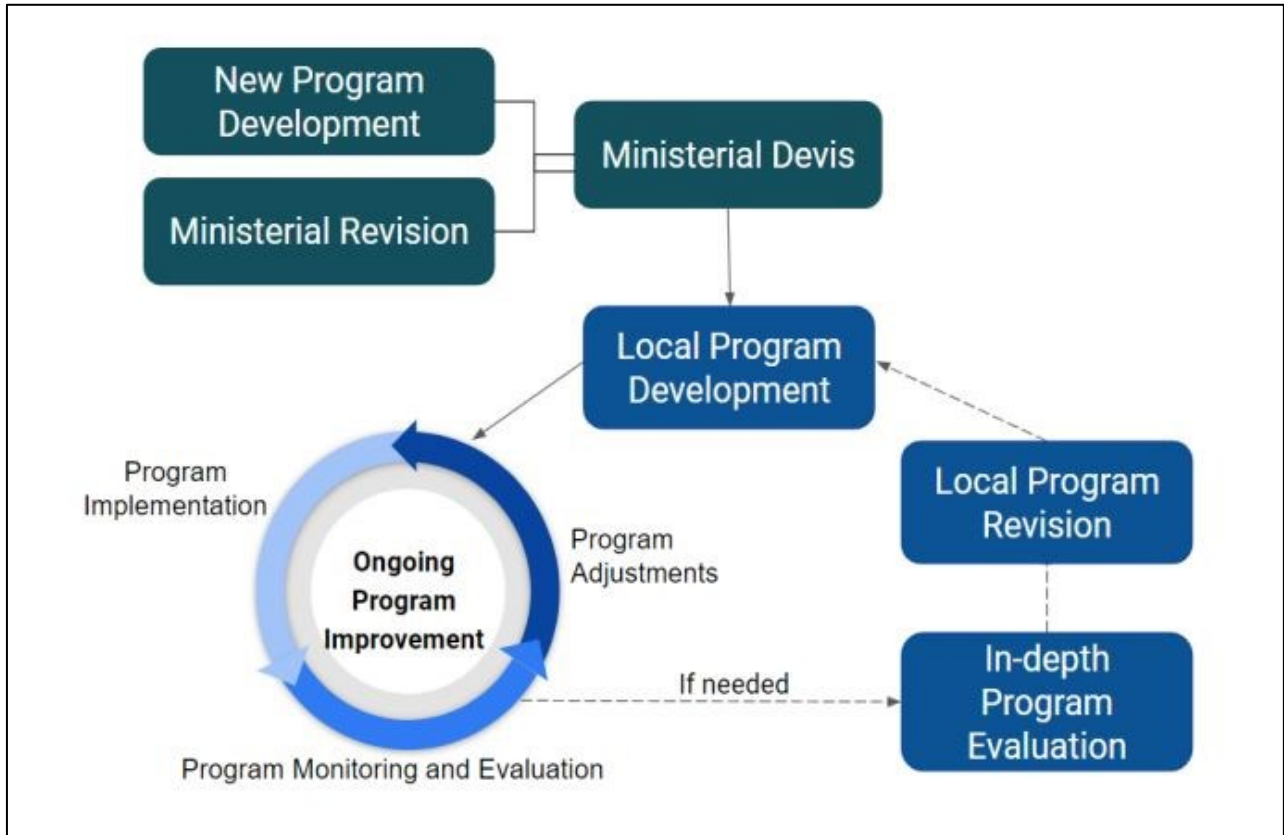 New Program
Development
Ministerial Devis
Ministerial Revision
Local Program
Development
Program
Implementation
Local Program
Revision
Ongoing
Program
Improvement
Program
Adjustments
If needed
In-depth
Program
Evaluation
Program Monitoring and Evaluation